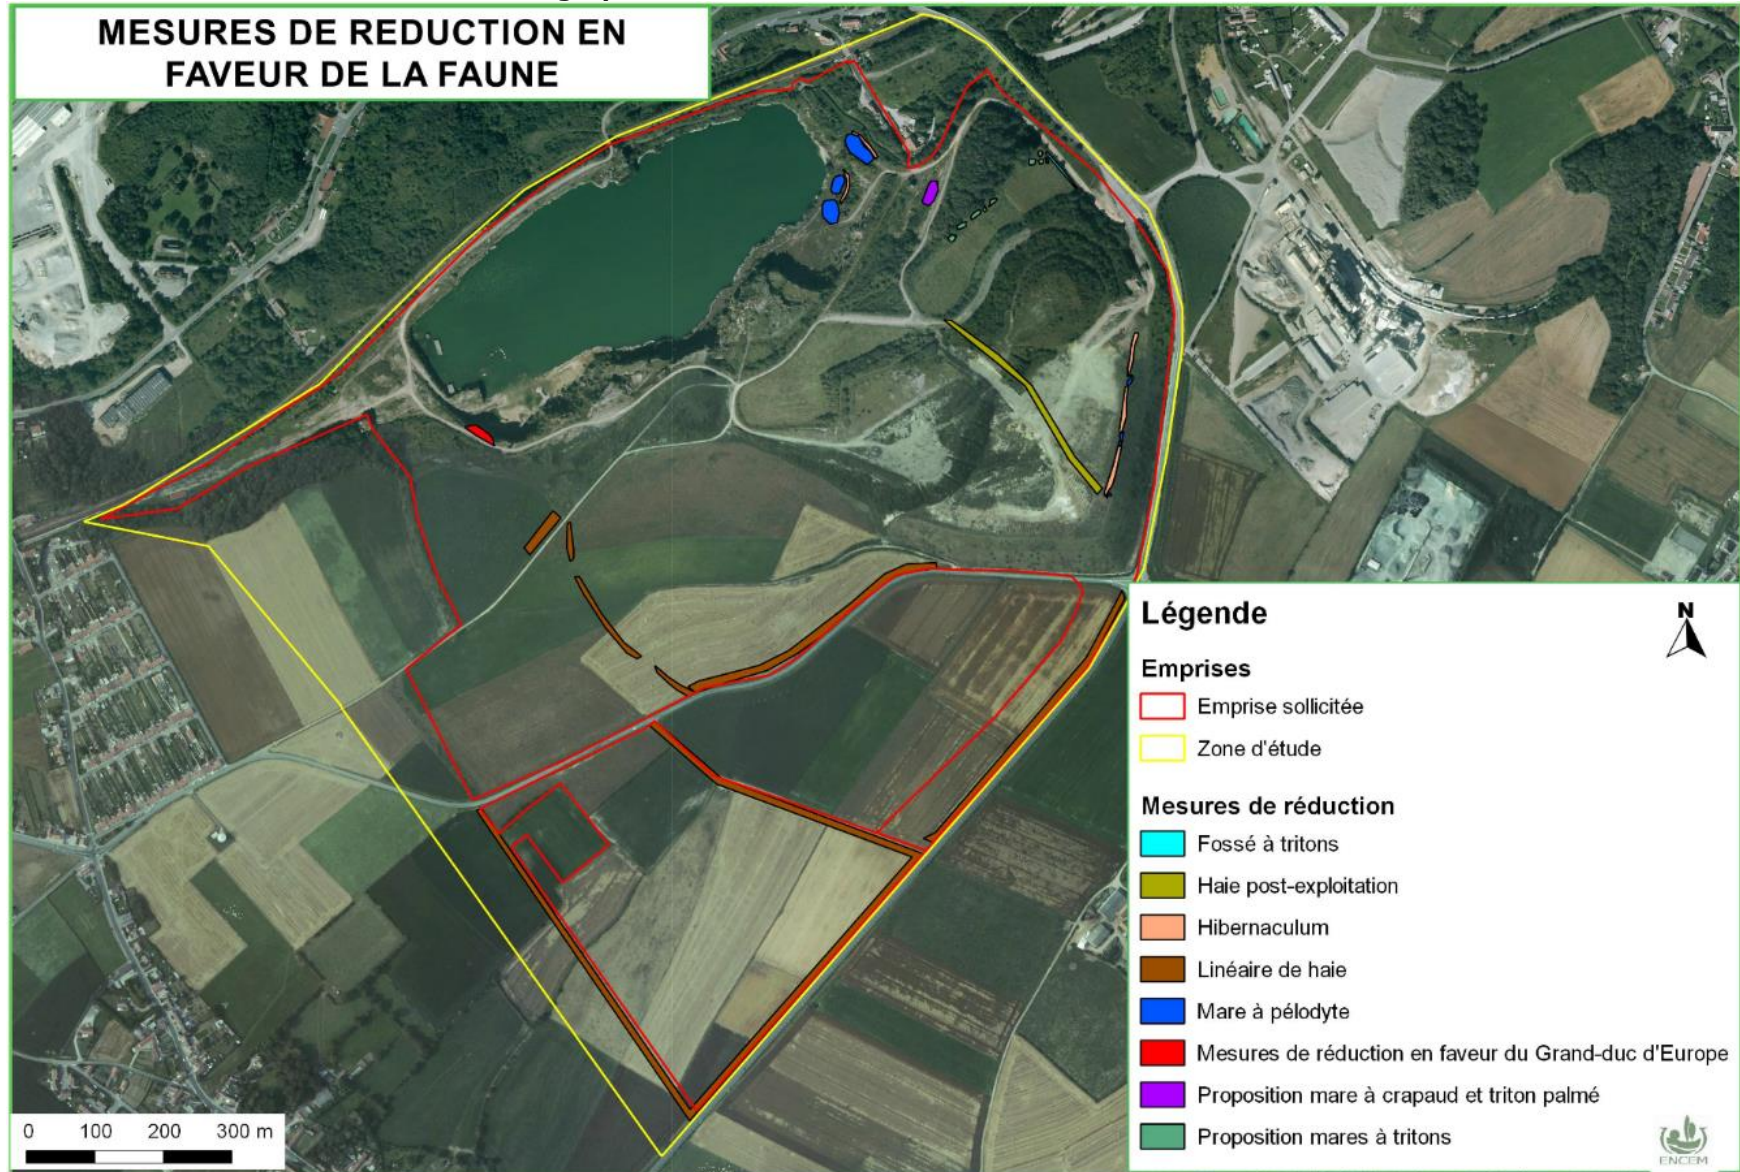 MESURES DE REDUCTION EN
FAVEUR DE LA FAUNE
Légende
N
Emprises
Emprise sollicitée
Zone d'étude
Mesures de réduction
Fossé à tritons
Haie post-exploitation
Hibernaculum
Linéaire de haie
Mare à pélodyte
Mesures de réduction en faveur du Grand-duc d'Europe
Proposition mare à crapaud et triton palmé
Proposition mares à tritons
0 100 200 300 m
ENCEM